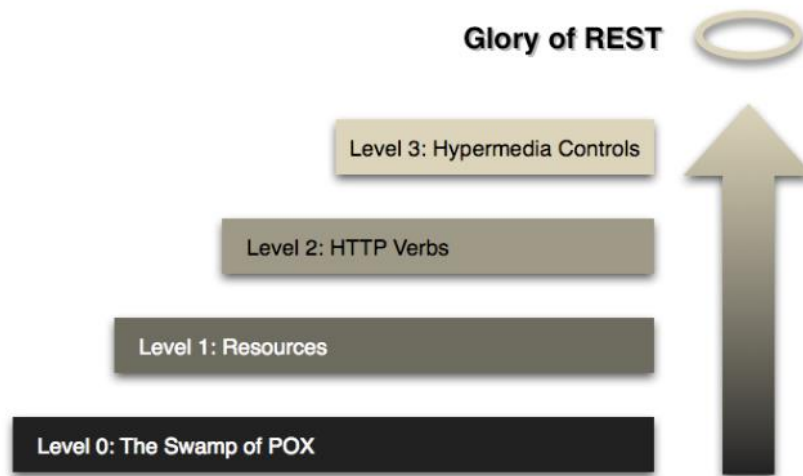 Glory of REST
Level 3: Hypermedia Controls
Level 2: HTTP Verbs
Level 1: Resources
Level 0: The Swamp of POX